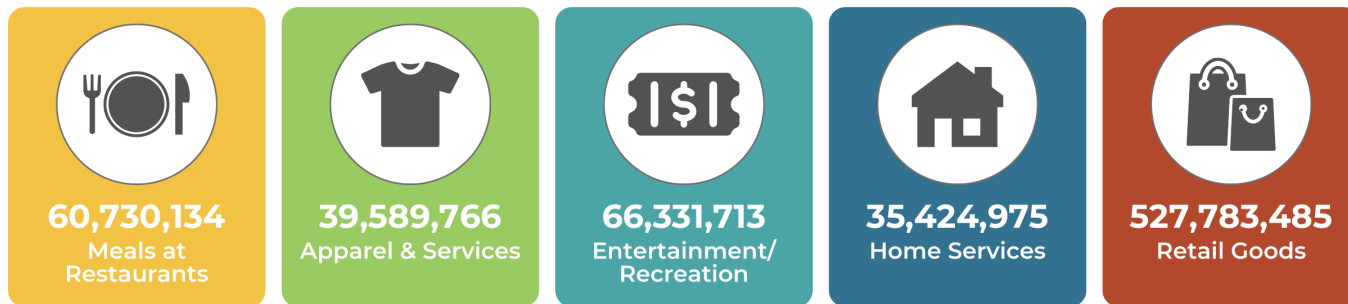 60,730,134
Meals at
Restaurants
39,589,766
Apparel & Services
$
66,331,713
Entertainment/
Recreation
35,424,975
Home Services
527,783,485
Retail Goods